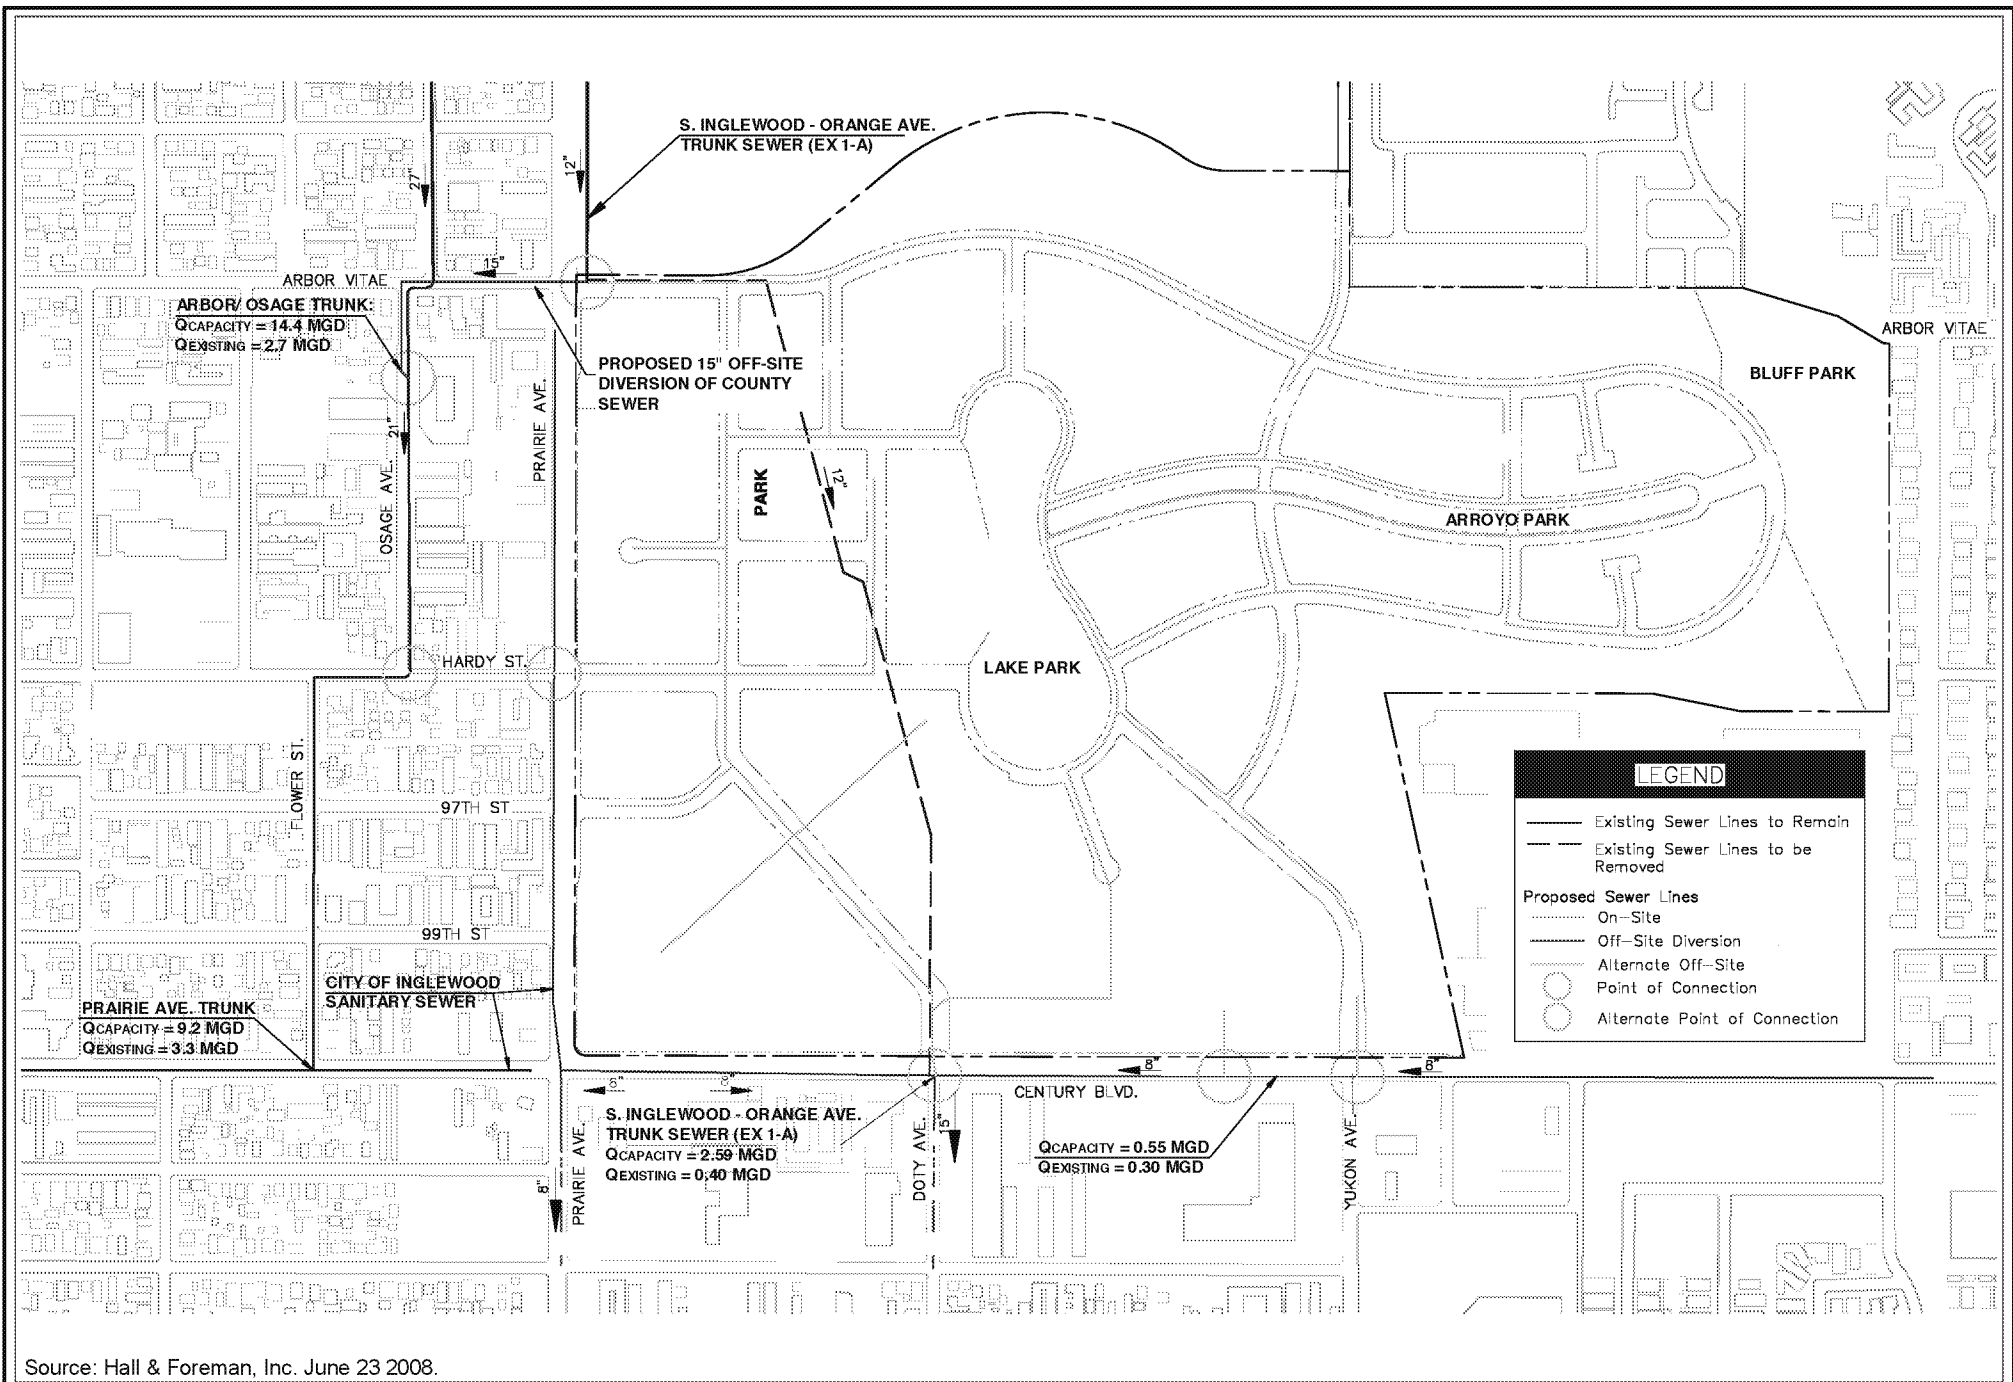 S. INGLEWOOD - ORANGE AVE.
TRUNK SEWER (EX 1-A)
27"
12"
15"
ARBOR VITAE
ARBOR/ OSAGE TRUNK:
QCAPACITY = 14.4 MGD
QEXISTING = 2.7 MGD
ARBOR VITAE
PROPOSED 15" OFF-SITE
DIVERSION OF COUNTY
SEWER
BLUFF PARK
PRAIRIE AVE.
21"
OSAGE AVE.
PARK
12"
ARROYO PARK
HARDY ST.
LAKE PARK
FLOWER ST.
97TH ST
99TH ST
LEGEND
Existing Sewer Lines to Remain
Existing Sewer Lines to be
Removed
Proposed Sewer Lines
On-Site
Off-Site Diversion
Alternate Off-Site
Point of Connection
Alternate Point of Connection
CITY OF INGLEWOOD
SANITARY SEWER
PRAIRIE AVE. TRUNK
QCAPACITY = 9.2 MGD
QEXISTING = 3.3 MGD
8"
8"
CENTURY BLVD.
S. INGLEWOOD - ORANGE AVE.
TRUNK SEWER (EX 1-A)
QCAPACITY = 2.59 MGD
QEXISTING = 0.40 MGD
15"
DOTY AVE.
QCAPACITY = 0.55 MGD
QEXISTING = 0.30 MGD
YUKON AVE.
8"
PRAIRIE AVE.
Source: Hall & Foreman, Inc. June 23 2008.